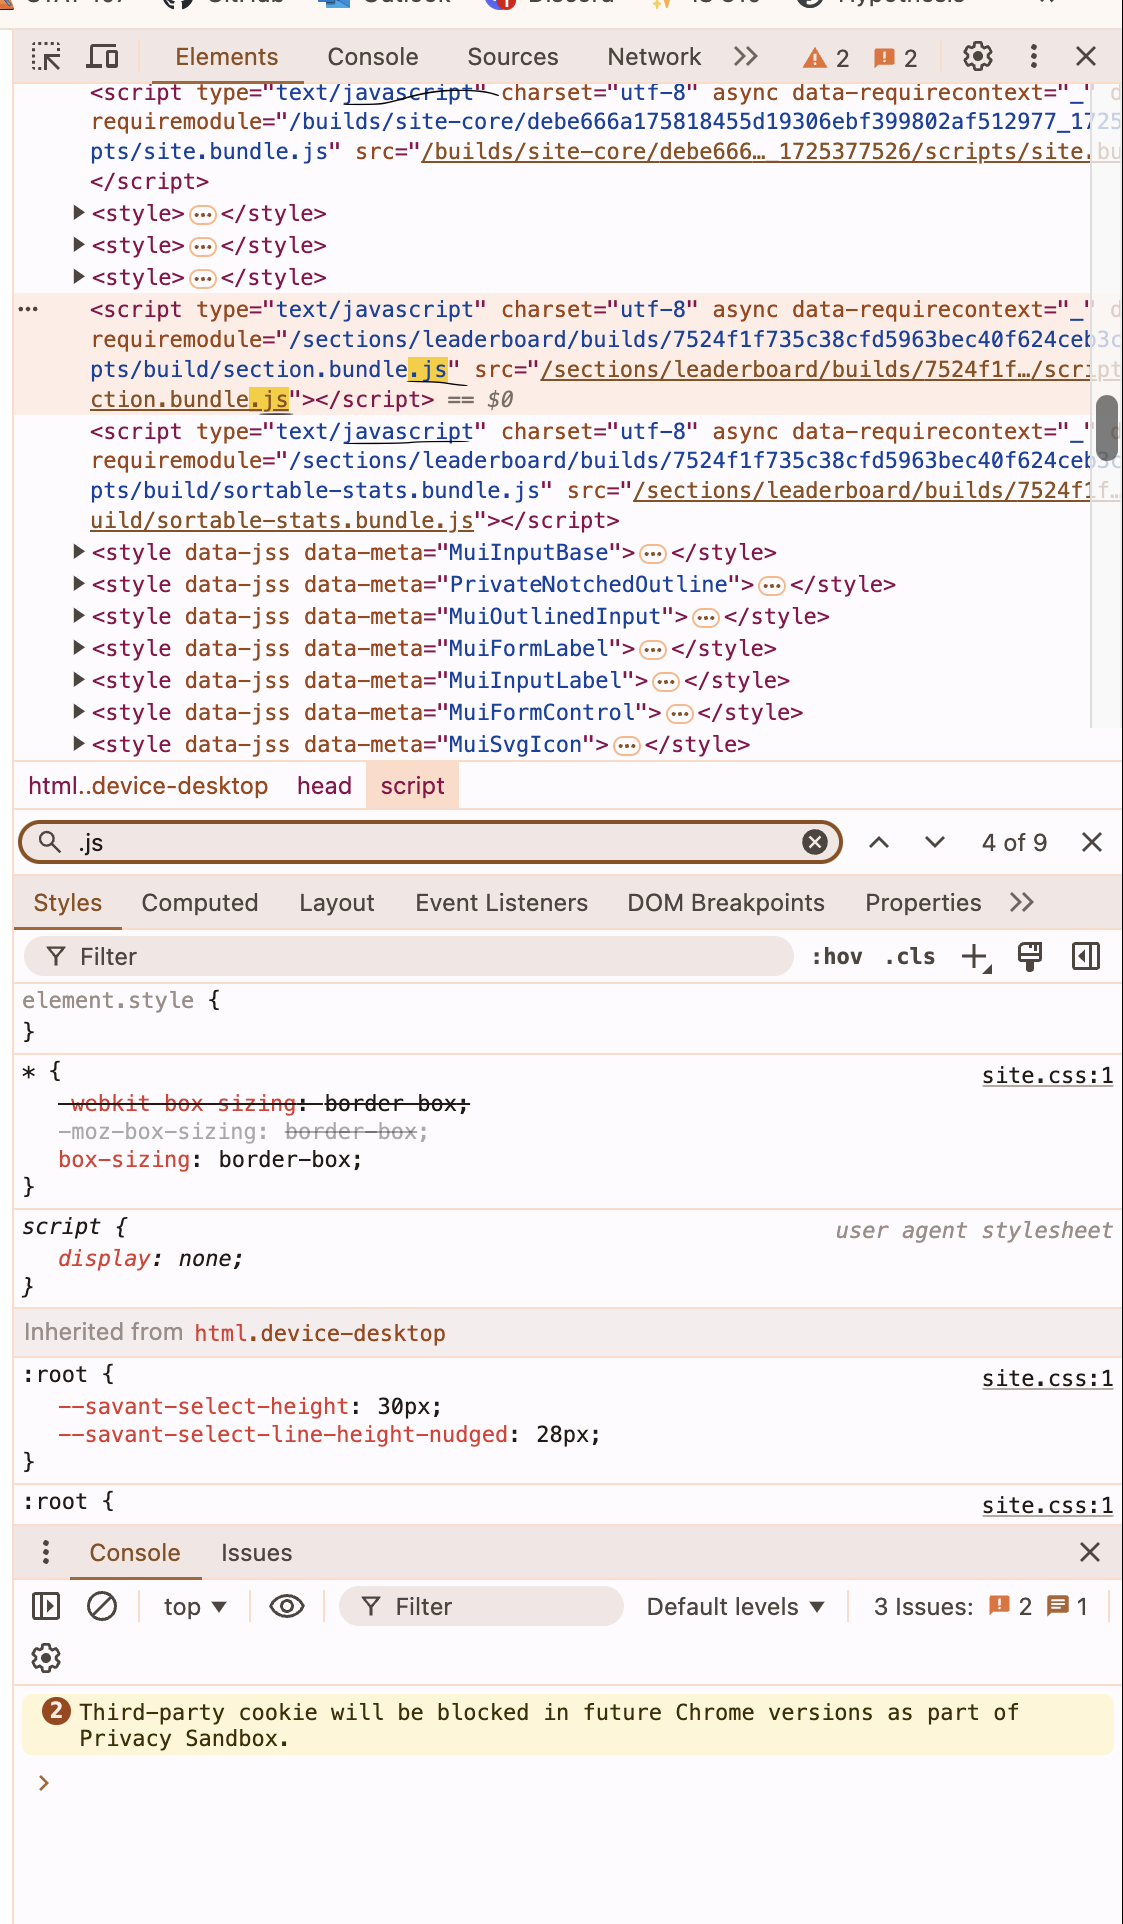 Elements Console Sources Network 2 2
<script type="text/javascript" charset="utf-8" async data-requirecontext="_"
requiremodule="/builds/site-core/debe666a175818455d19306ebf399802af512977_1725
pts/site.bundle.js" src="/builds/site-core/debe666…_1725377526/scripts/site.bu
</script>
<style>…</style>
<style>…</style>
<style>…</style>
<script type="text/javascript" charset="utf-8" async data-requirecontext="_"
requiremodule="/sections/leaderboard/builds/7524f1f735c38cfd5963bec40f624ceb3c
pts/build/section.bundle.js" src="/sections/leaderboard/builds/7524f1f…/script
ction.bundle.js"></script> == $0
<script type="text/javascript" charset="utf-8" async data-requirecontext="_"
requiremodule="/sections/leaderboard/builds/7524f1f735c38cfd5963bec40f624ceb3c
pts/build/sortable-stats.bundle.js" src="/sections/leaderboard/builds/7524f1f…
uild/sortable-stats.bundle.js"></script>
<style data-jss data-meta="MuiInputBase">…</style>
<style data-jss data-meta="PrivateNotchedOutline">…</style>
<style data-jss data-meta="MuiOutlinedInput">…</style>
<style data-jss data-meta="MuiFormLabel">…</style>
<style data-jss data-meta="MuiInputLabel">…</style>
<style data-jss data-meta="MuiFormControl">…</style>
<style data-jss data-meta="MuiSvgIcon">…</style>
html..device-desktop head script
.js 4 of 9
Styles Computed Layout Event Listeners DOM Breakpoints Properties
Filter :hov .cls
element.style {
}
* { site.css:1
-webkit-box-sizing: border-box;
-moz-box-sizing: border-box;
box-sizing: border-box;
}
script { user agent stylesheet
display: none;
}
Inherited from html.device-desktop
:root { site.css:1
--savant-select-height: 30px;
--savant-select-line-height-nudged: 28px;
}
:root { site.css:1
Console Issues
top Filter Default levels 3 Issues: 2 1
2 Third-party cookie will be blocked in future Chrome versions as part of
Privacy Sandbox.